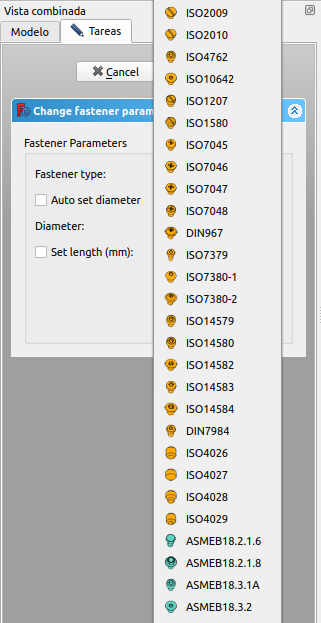 Vista combinada
Modelo
Tareas
Cancel
Change fastener param
Fastener Parameters
Fastener type:
Auto set diameter
Diameter:
Set length (mm):
ISO2009
ISO2010
ISO4762
ISO10642
ISO1207
ISO1580
ISO7045
ISO7046
ISO7047
ISO7048
DIN967
ISO7379
ISO7380-1
ISO7380-2
ISO14579
ISO14580
ISO14582
ISO14583
ISO14584
DIN7984
ISO4026
ISO4027
ISO4028
ISO4029
ASMEB18.2.1.6
ASMEB18.2.1.8
ASMEB18.3.1A
ASMEB18.3.2